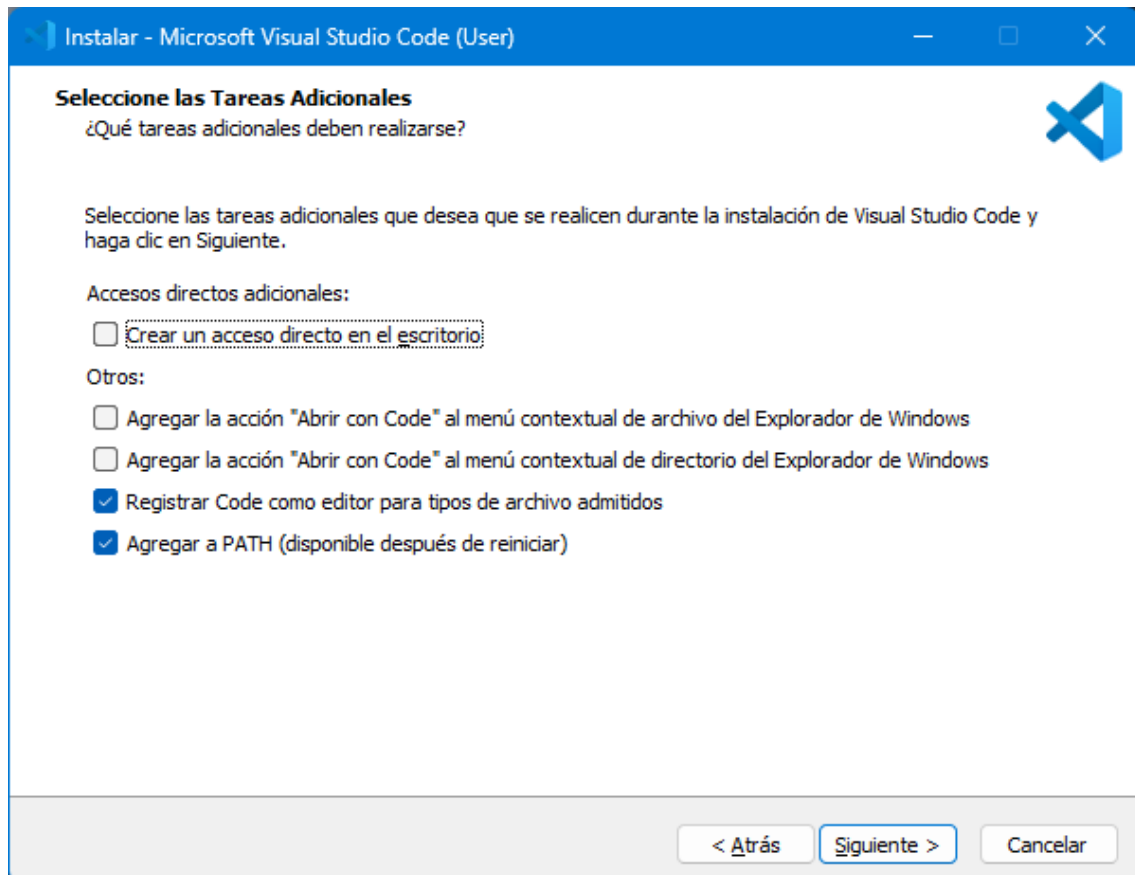 Instalar - Microsoft Visual Studio Code (User)
Seleccione las Tareas Adicionales
¿Qué tareas adicionales deben realizarse?
Seleccione las tareas adicionales que desea que se realicen durante la instalación de Visual Studio Code y
haga clic en Siguiente.
Accesos directos adicionales:
Crear un acceso directo en el escritorio
Otros:
Agregar la acción "Abrir con Code" al menú contextual de archivo del Explorador de Windows
Agregar la acción "Abrir con Code" al menú contextual de directorio del Explorador de Windows
Registrar Code como editor para tipos de archivo admitidos
Agregar a PATH (disponible después de reiniciar)
< Atrás Siguiente > Cancelar